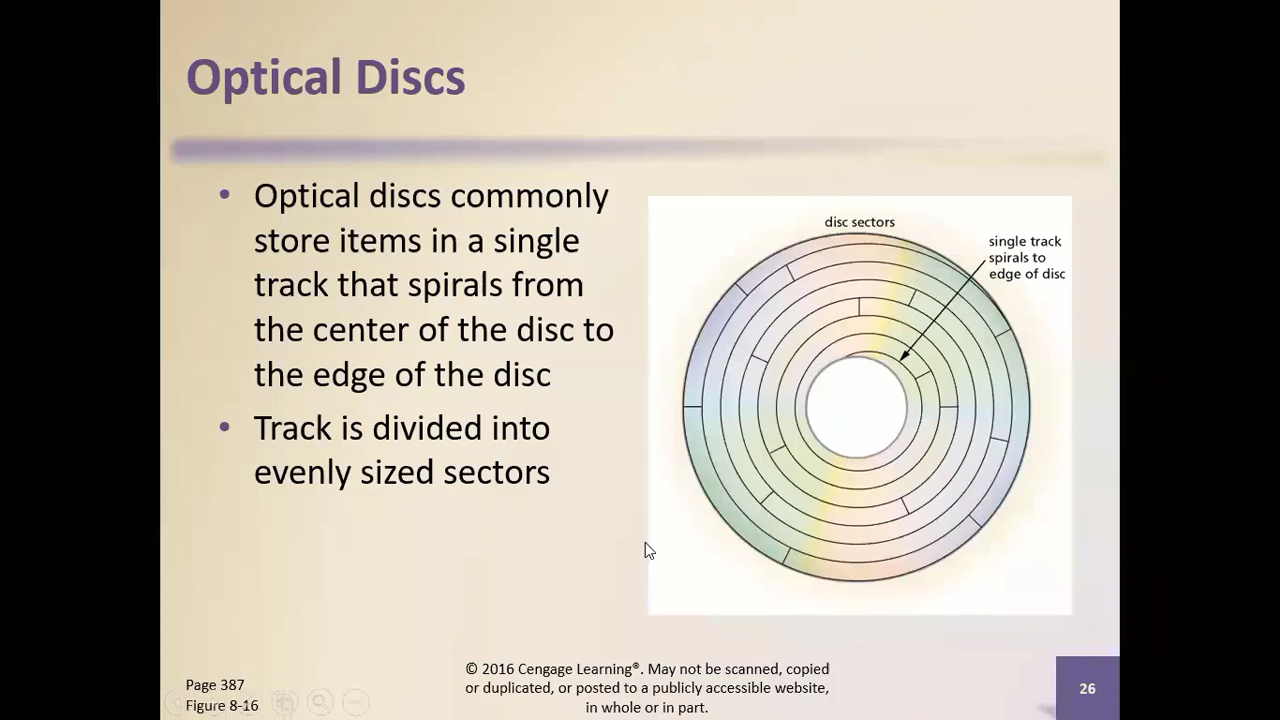 Optical Discs
• Optical discs commonly
store items in a single
track that spirals from
the center of the disc to
the edge of the disc
• Track is divided into
evenly sized sectors
disc sectors
single track
spirals to
edge of disc
Page 387
Figure 8-16
© 2016 Cengage Learning®. May not be scanned, copied
or duplicated, or posted to a publicly accessible website,
in whole or in part.
26